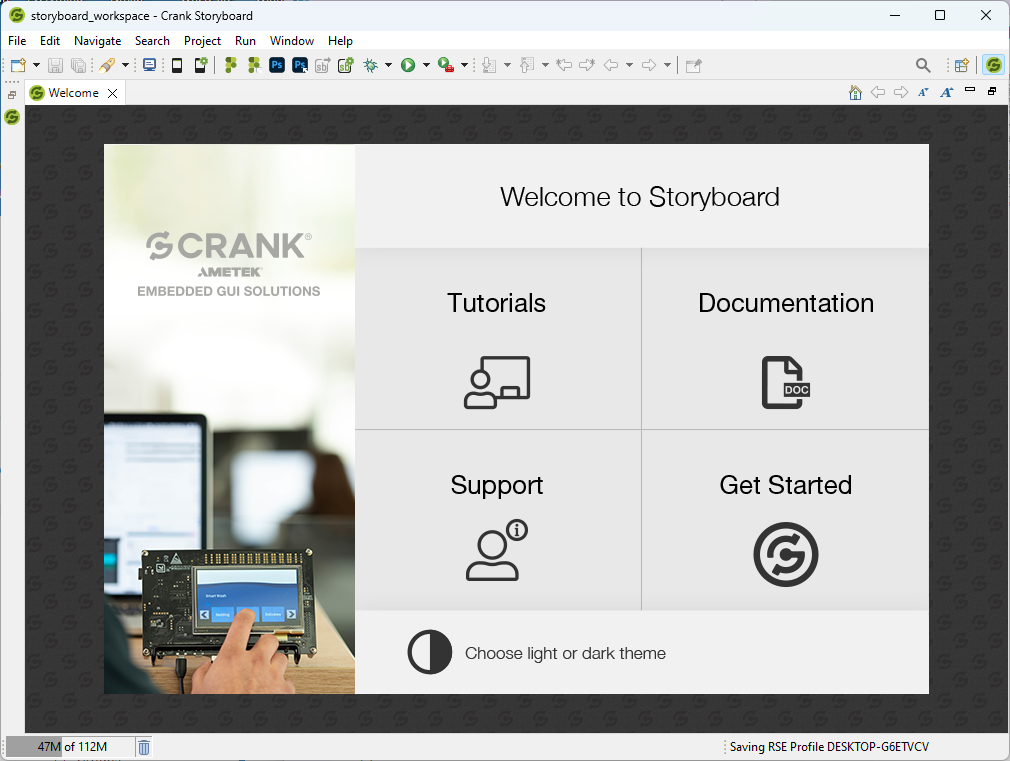 storyboard_workspace - Crank Storyboard
File Edit Navigate Search Project Run Window Help
Ps Ps
Welcome
CRANK®
AMETEK
EMBEDDED GUI SOLUTIONS
Welcome to Storyboard
Tutorials
Documentation
DOC
Support
Get Started
Choose light or dark theme
47M of 112M
Saving RSE Profile DESKTOP-G6ETVCV